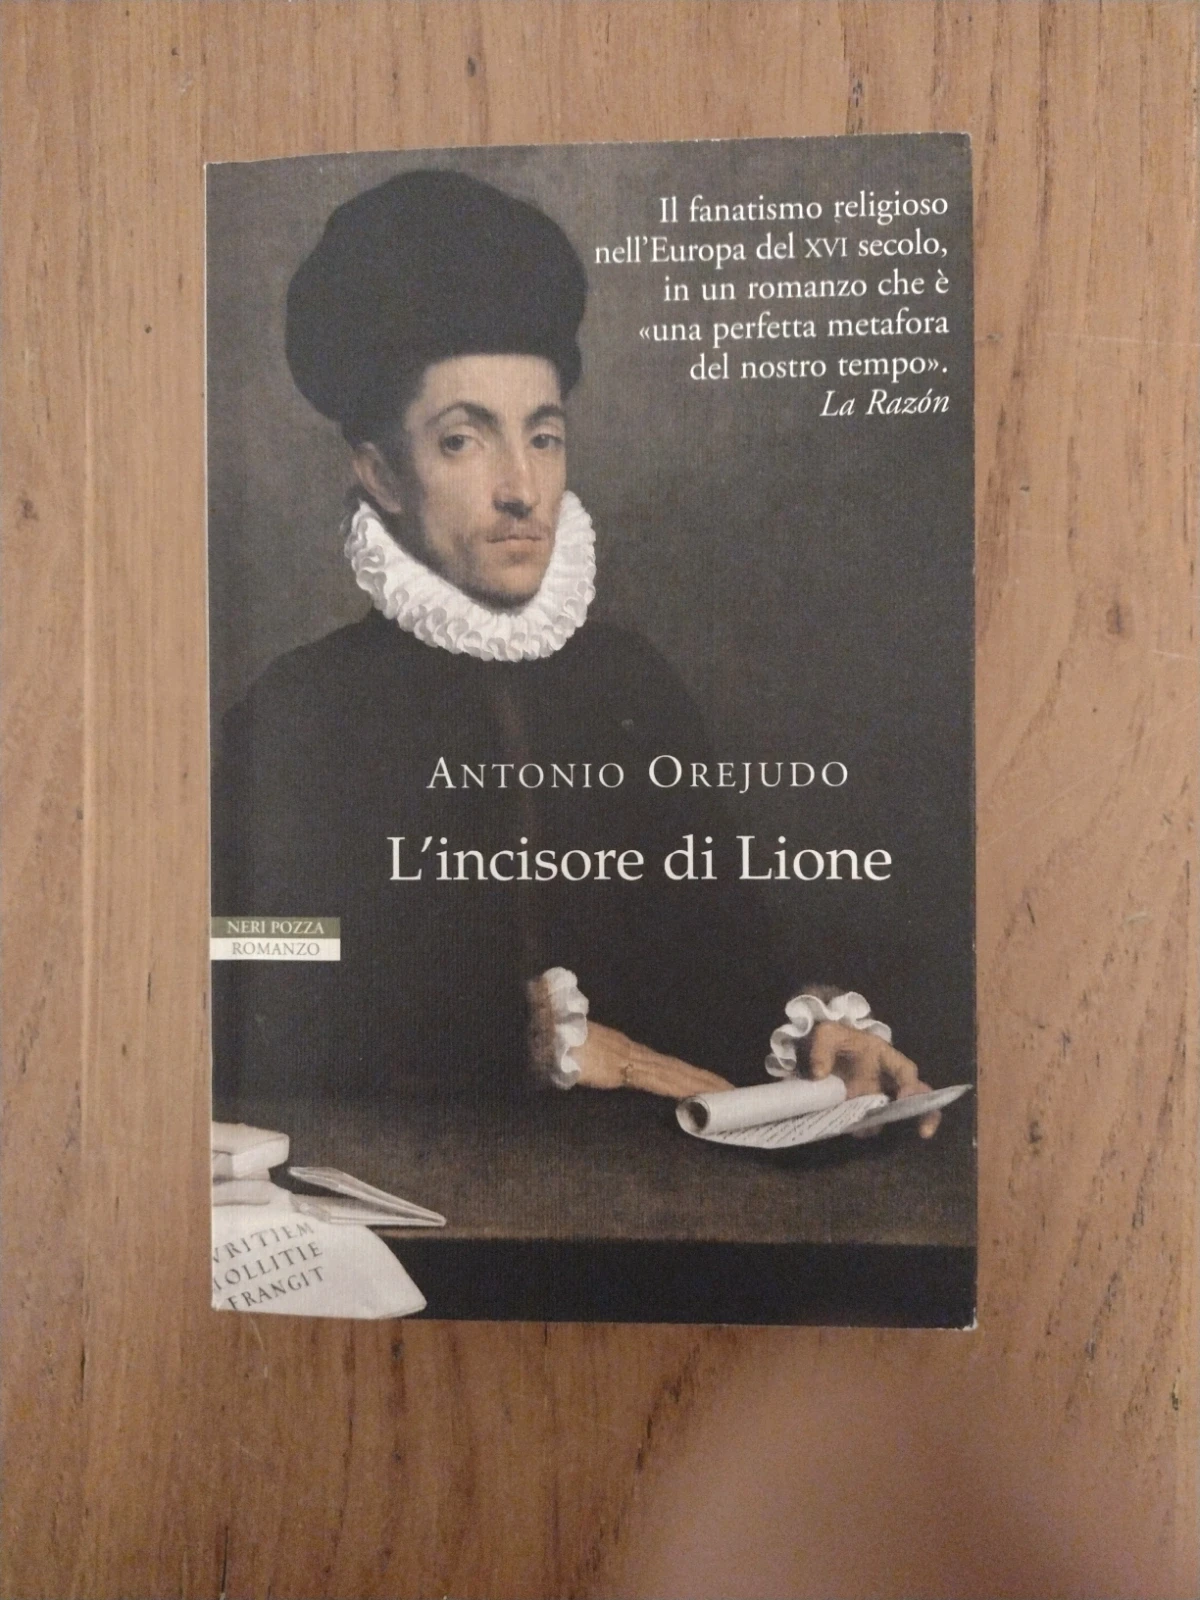 Il fanatismo religioso
nell'Europa del XVI secolo,
in un romanzo che è
«una perfetta metafora
del nostro tempo».
La Razón
ANTONIO OREJUDO
L'incisore di Lione
NERI POZZA
ROMANZO
VRITIEM
OLLITIE
FRANGIT